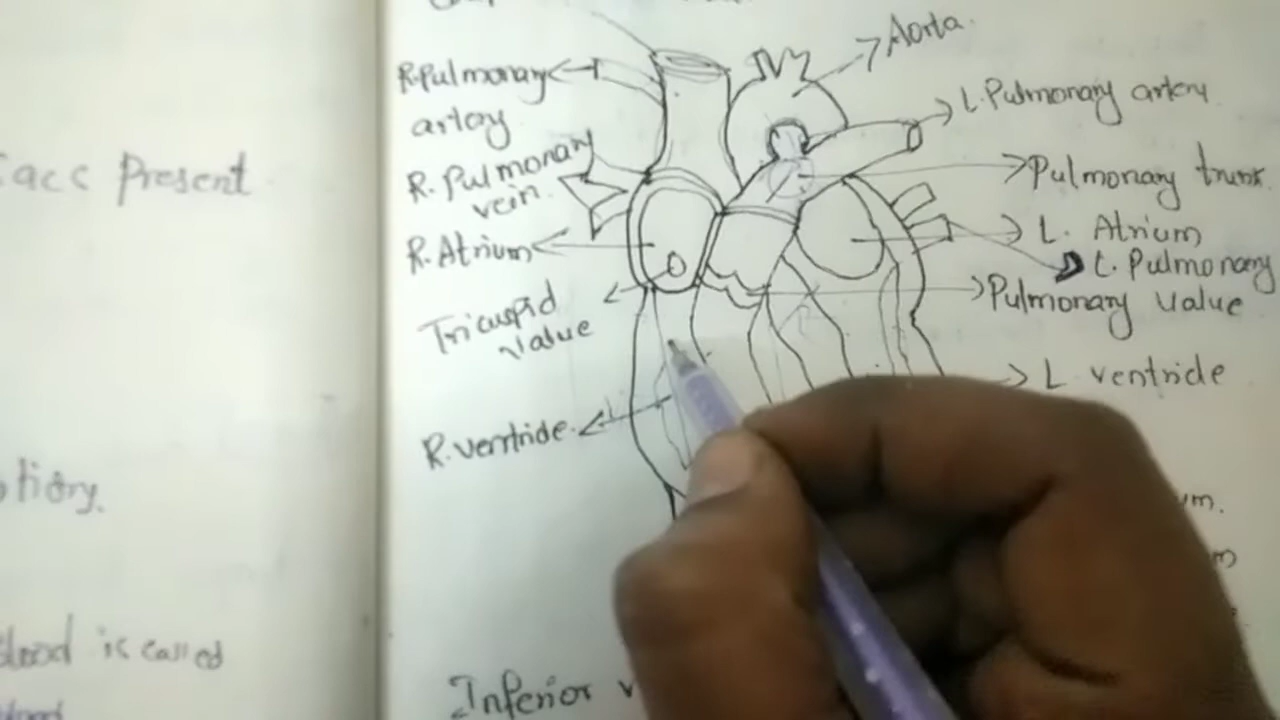 Aorta.
R.Pulmonary
artery
L.Pulmonary artery
R. Pulmonary
vein.
Pulmonary trunk.
R.Atrium
L. Atrium
L. Pulmonary
Pulmonary Value
Tricuspid
Value
L ventricle
R.ventricle.
Inferior v
Present
blood is called
blood